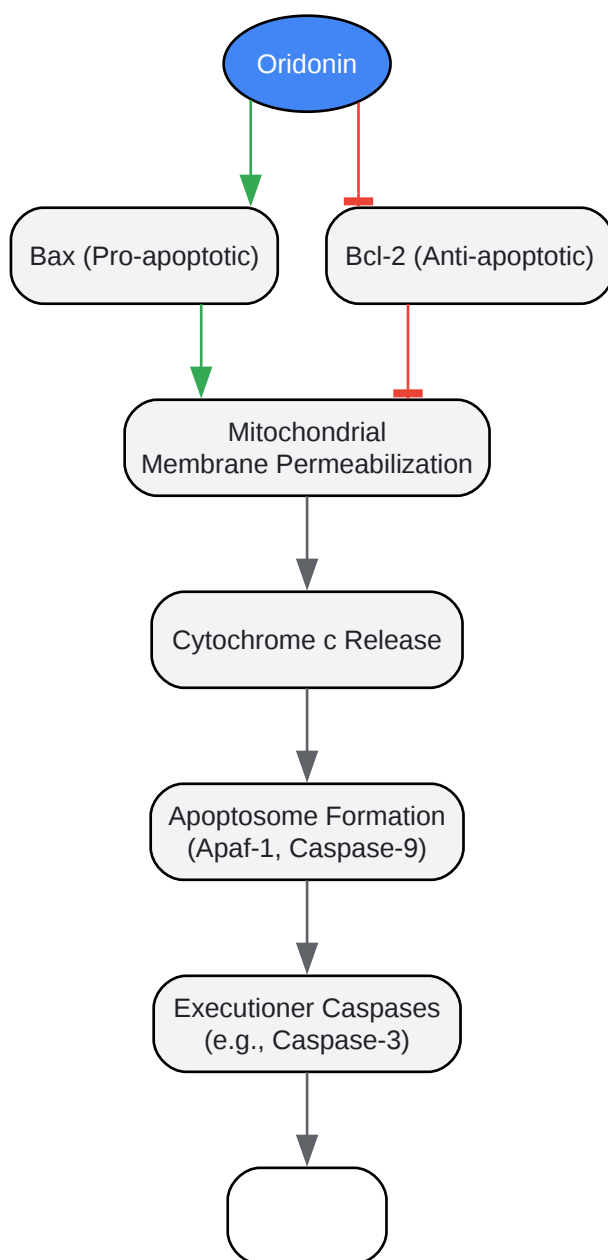 Oridonin
Bax (Pro-apoptotic)
Bcl-2 (Anti-apoptotic)
Mitochondrial
Membrane Permeabilization
Cytochrome c Release
Apoptosome Formation
(Apaf-1, Caspase-9)
Executioner Caspases
(e.g., Caspase-3)